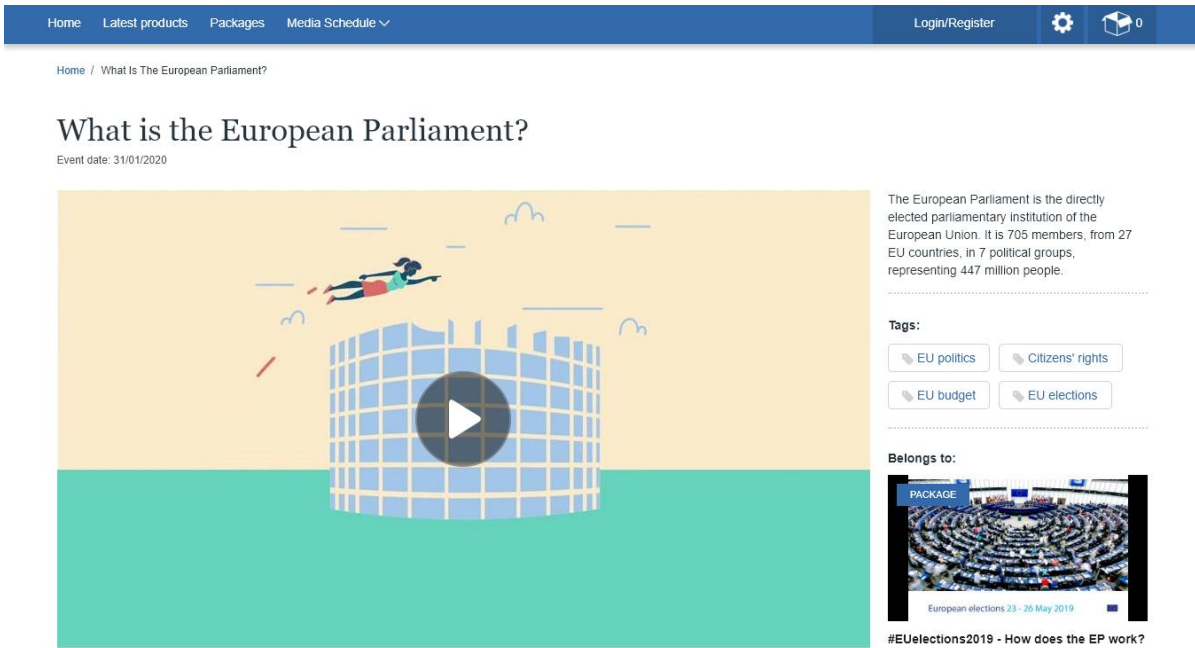 Home Latest products Packages Media Schedule Login/Register 0
Home / What Is The European Parliament?
What is the European Parliament?
Event date: 31/01/2020
The European Parliament is the directly
elected parliamentary institution of the
European Union. It is 705 members, from 27
EU countries, in 7 political groups,
representing 447 million people.
Tags:
EU politics Citizens' rights
EU budget EU elections
Belongs to:
PACKAGE
European elections 23 - 26 May 2019
#EUelections2019 - How does the EP work?